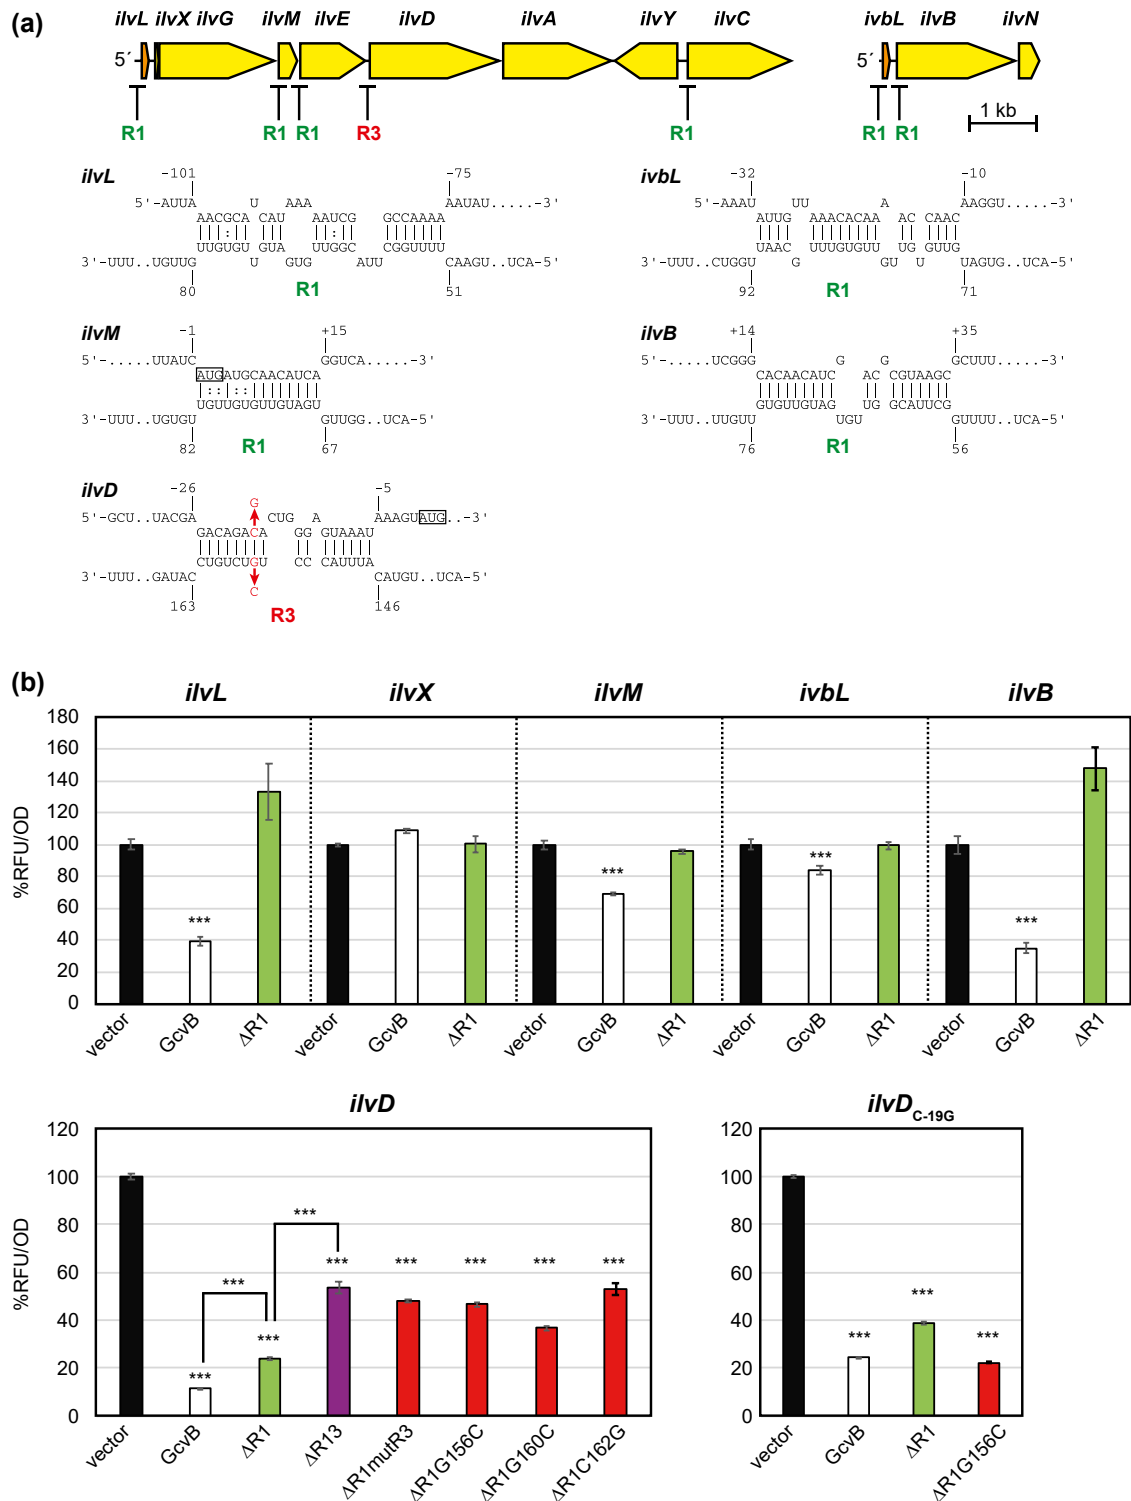 (a)
ilvL ilvX ilvG ilvM ilvE ilvD ilvA ilvY ilvC ivbL ilvB ilvN
5´ 5´
R1 R1 R1 R3 R1 R1 R1 1 kb
ilvL
-101 -75
5'-AUUA U AAA AAUAU.....-3'
AACGCA CAU AAUCG GCCAAAA
UUGUGU GUA UUGGC CGGUUUU
3'-UUU..UGUUG U GUG AUU CAAGU..UCA-5'
80 R1 51
ivbL
-32 -10
5'-AAAU UU A AAGGU.....-3'
AUUG AAACACAA AC CAAC
UAAC UUUGUGUU UG GUUG
3'-UUU..CUGGU G GU U UAGUG..UCA-5'
92 R1 71
ilvM
-1 +15
5'-.....UUAUC GGUCA.....-3'
AUGAUGCAACAUCA
UGUUGUGUUGUAGU
3'-UUU..UGUGU GUUGG..UCA-5'
82 R1 67
ilvB
+14 +35
5'-.....UCGGG G G GCUUU..-3'
CACAACAUC AC CGUAAGC
GUGUUGUAG UG GCAUUCG
3'-UUU..UUGUU UGU GUUUU..UCA-5'
76 R1 56
ilvD
-26 -5
G
5'-GCU..UACGA CUG A AAAGUAUG..-3'
GACAGACA GG GUAAAU
CUGUCUGU CC CAUUUA
3'-UUU..GAUAC CAUGU..UCA-5'
C
163 R3 146
(b)
ilvL ilvX ilvM ivbL ilvB
%RFU/OD
180
160
140
120
100
80
60
40
20
0
*** *** *** ***
vector GcvB ΔR1 vector GcvB ΔR1 vector GcvB ΔR1 vector GcvB ΔR1 vector GcvB ΔR1
ilvD
%RFU/OD
120
100
80
60
40
20
0
*** *** *** *** *** *** *** *** ***
vector GcvB ΔR1 ΔR13 ΔR1mutR3 ΔR1G156C ΔR1G160C ΔR1C162G
ilvD C-19G
120
100
80
60
40
20
0
*** *** ***
vector GcvB ΔR1 ΔR1G156C